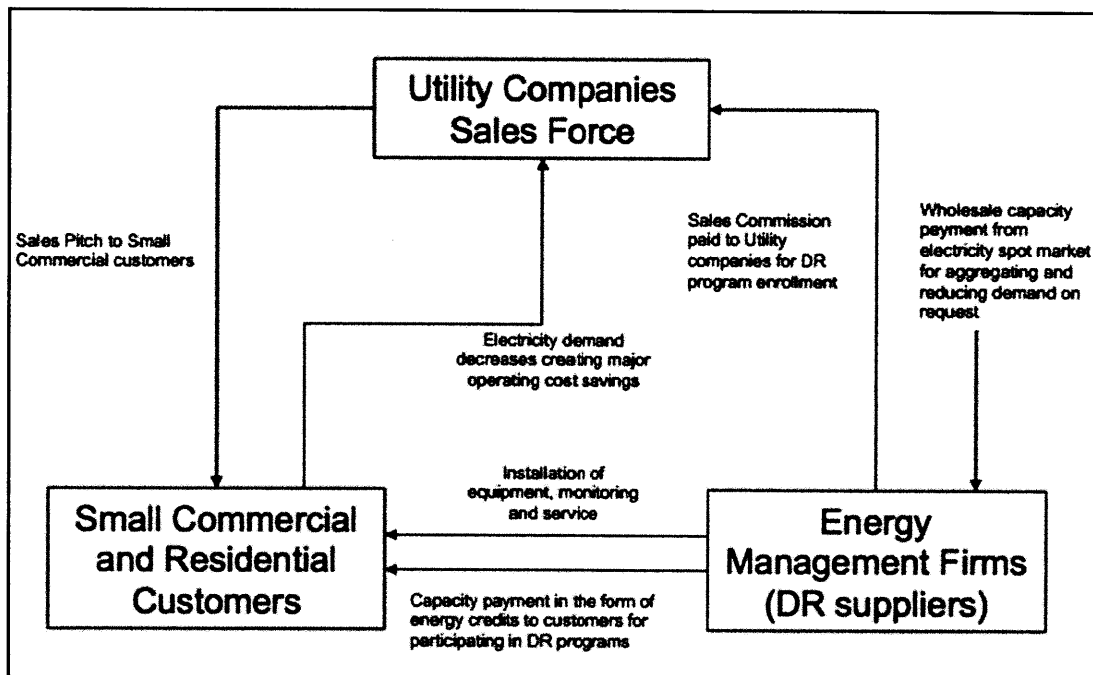 Utility Companies
Sales Force
Sales Pitch to Small
Commercial customers
Sales Commission
paid to Utility
companies for DR
program enrollment
Wholesale capacity
payment from
electricity spot market
for aggregating and
reducing demand on
request
Electricity demand
decreases creating major
operating cost savings
Installation of
equipment, monitoring
and service
Small Commercial
and Residential
Customers
Energy
Management Firms
(DR suppliers)
Capacity payment in the form of
energy credits to customers for
participating in DR programs